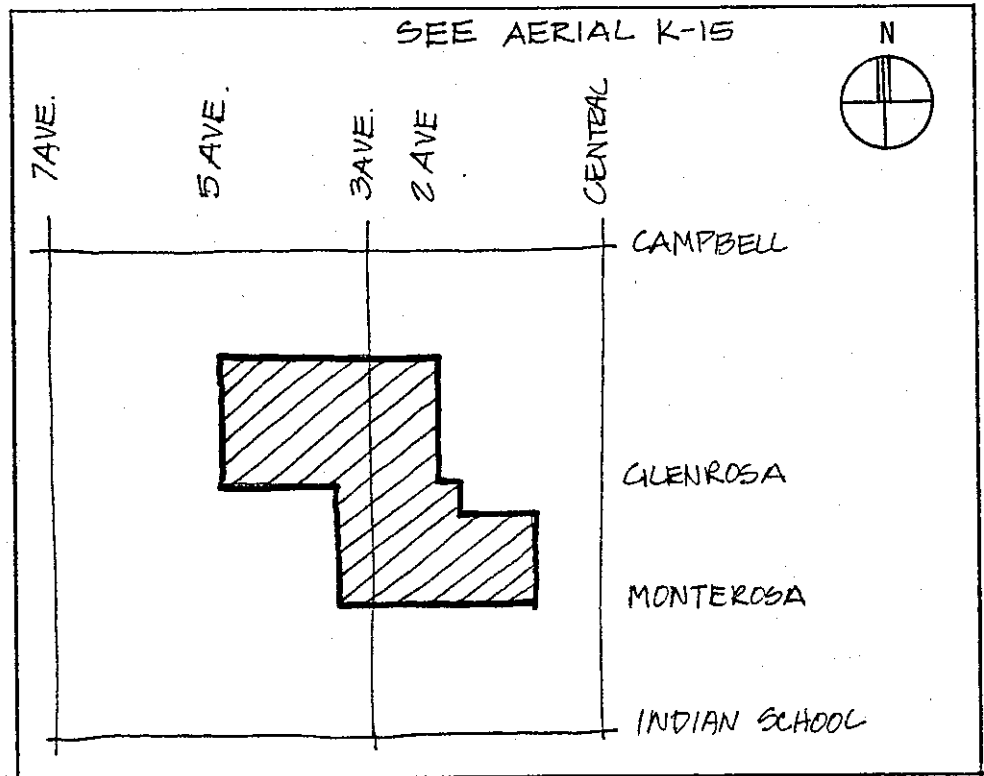 SEE AERIAL K-15
N
7AVE.
5 AVE.
3AVE.
2 AVE
CENTRAL
CAMPBELL
GLENROSA
MONTEROSA
INDIAN SCHOOL